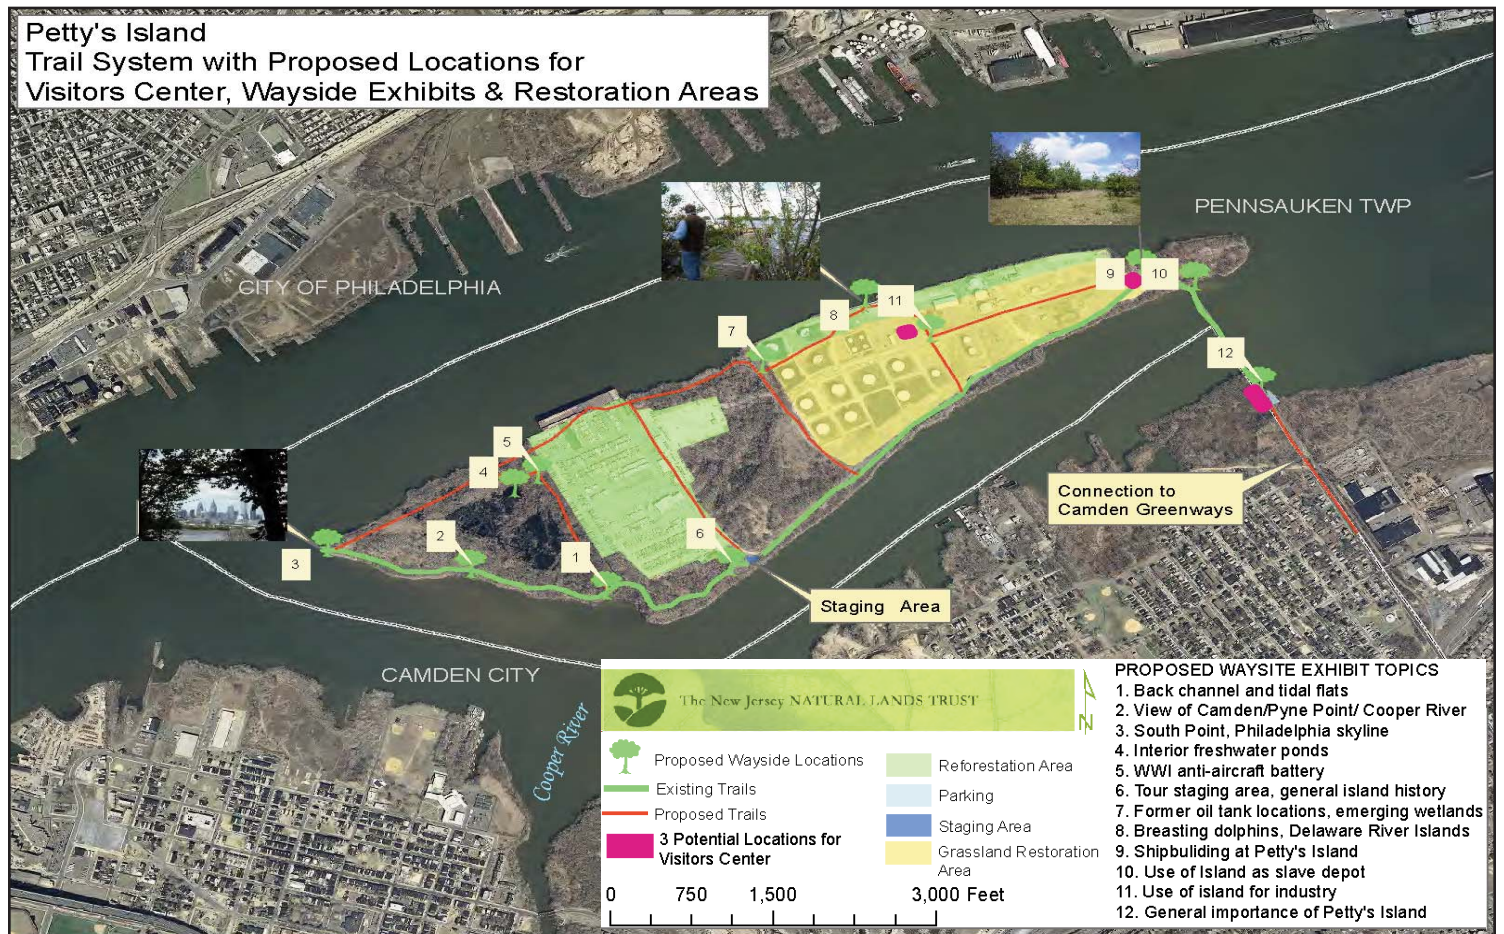 Petty's Island
Trail System with Proposed Locations for
Visitors Center, Wayside Exhibits & Restoration Areas
PENNSAUKEN TWP
CITY OF PHILADELPHIA
9
10
11
8
7
12
5
4
Connection to
Camden Greenways
2
6
1
3
Staging Area
CAMDEN CITY
Cooper River
The New Jersey NATURAL LANDS TRUST
N
Proposed Wayside Locations
Existing Trails
Proposed Trails
3 Potential Locations for
Visitors Center
Reforestation Area
Parking
Staging Area
Grassland Restoration
Area
0 750 1,500 3,000 Feet
PROPOSED WAYSITE EXHIBIT TOPICS
1. Back channel and tidal flats
2. View of Camden/Pyne Point/ Cooper River
3. South Point, Philadelphia skyline
4. Interior freshwater ponds
5. WWI anti-aircraft battery
6. Tour staging area, general island history
7. Former oil tank locations, emerging wetlands
8. Breasting dolphins, Delaware River Islands
9. Shipbuliding at Petty's Island
10. Use of Island as slave depot
11. Use of island for industry
12. General importance of Petty's Island